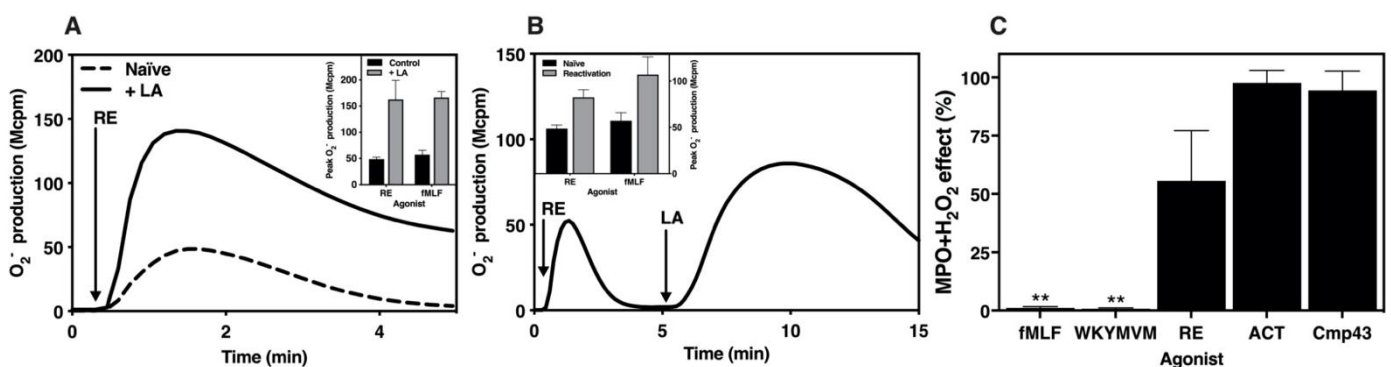 A
200
150
100
50
0
0
2
4
O₂⁻ production (Mcpm)
Time (min)
Naïve
+ LA
RE
Control
+ LA
200
150
100
50
0
Peak O₂⁻ production (Mcpm)
RE
fMLF
Agonist
B
150
100
50
0
0
5
10
15
O₂⁻ production (Mcpm)
Time (min)
RE
LA
Naïve
Reactivation
100
50
0
Peak O₂⁻ production (Mcpm)
RE
fMLF
Agonist
C
100
75
50
25
0
MPO+H₂O₂ effect (%)
**
**
fMLF
WKYMVM
RE
ACT
Cmp43
Agonist